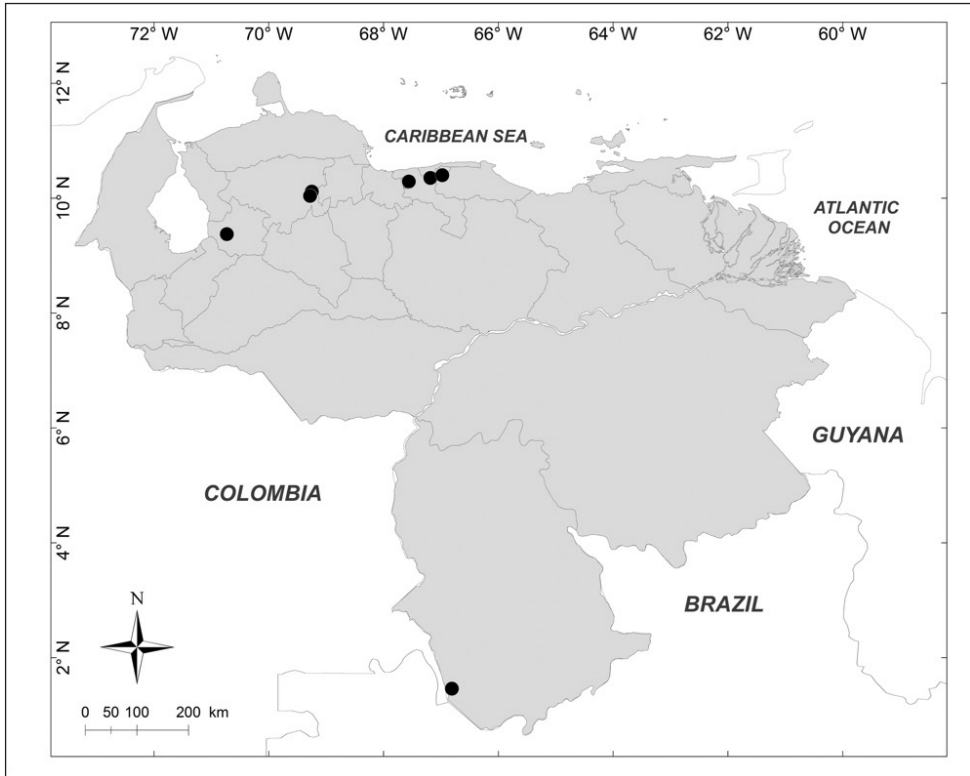 72° W 70° W 68° W 66° W 64° W 62° W 60° W
12° N
10° N
8° N
6° N
4° N
2° N
CARIBBEAN SEA
ATLANTIC
OCEAN
GUYANA
COLOMBIA
BRAZIL
N
0 50 100 200 km